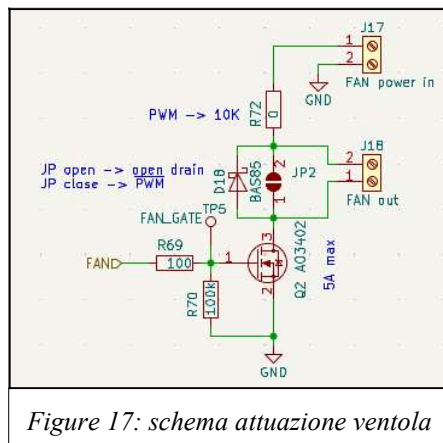 J17
1
2
FAN power in
GND
R72
0
PWM -> 10K
J18
2
1
FAN out
D18
BAS85
2
JP2
1
JP open -> open drain
JP close -> PWM
TP5
FAN_GATE
R69
100
FAN
1
3
2
Q2 AO3402
5A max
R70
100k
GND
Figure 17: schema attuazione ventola